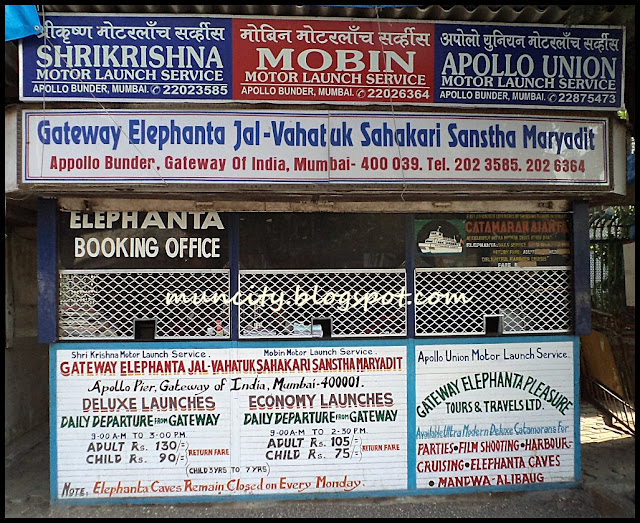 श्रीकृष्ण मोटरलाँच सर्व्हीस
SHRIKRISHNA
MOTOR LAUNCH SERVICE
APOLLO BUNDER, MUMBAI. ✆ 22023585
मोबिन मोटरलाँच सर्व्हीस
MOBIN
MOTOR LAUNCH SERVICE
APOLLO BUNDER, MUMBAI. ✆ 22026364
अपोलो युनियन मोटरलाँच सर्व्हीस
APOLLO UNION
MOTOR LAUNCH SERVICE
APOLLO BUNDER, MUMBAI. ✆ 22875473
Gateway Elephanta Jal-Vahatuk Sahakari Sanstha Maryadit
Appollo Bunder, Gateway Of India, Mumbai- 400 039. Tel. 202 3585. 202 6364
ELEPHANTA
BOOKING OFFICE
CATAMARAN AJANTA
muncity.blogspot.com
Shri Krishna Motor Launch Service.
Mobin Motor Launch Service.
GATEWAY ELEPHANTA JAL-VAHATUK SAHAKARI SANSTHA MARYADIT
Apollo Pier, Gateway of India, Mumbai-400001.
DELUXE LAUNCHES
DAILY DEPARTURE FROM GATEWAY
9-00 A-M. TO 3-00 P.M.
ADULT Rs. 130/=
CHILD Rs. 90/=
RETURN FARE
ECONOMY LAUNCHES
DAILY DEPARTURE FROM GATEWAY
9-00 A-M. TO 2-30 P.M.
ADULT Rs. 105/=
CHILD Rs. 75/=
RETURN FARE
(CHILD 3YRS TO 7 YRS)
NOTE, Elephanta Caves Remain Closed on Every Monday.
Apollo Union Motor Launch Service.
GATEWAY ELEPHANTA PLEASURE
TOURS & TRAVELS LTD.
Available Ultra Modern Deluxe Catamarans For
PARTIES • FILM SHOOTING • HARBOUR-
CRUISING • ELEPHANTA CAVES
• MANDWA-ALIBAUG